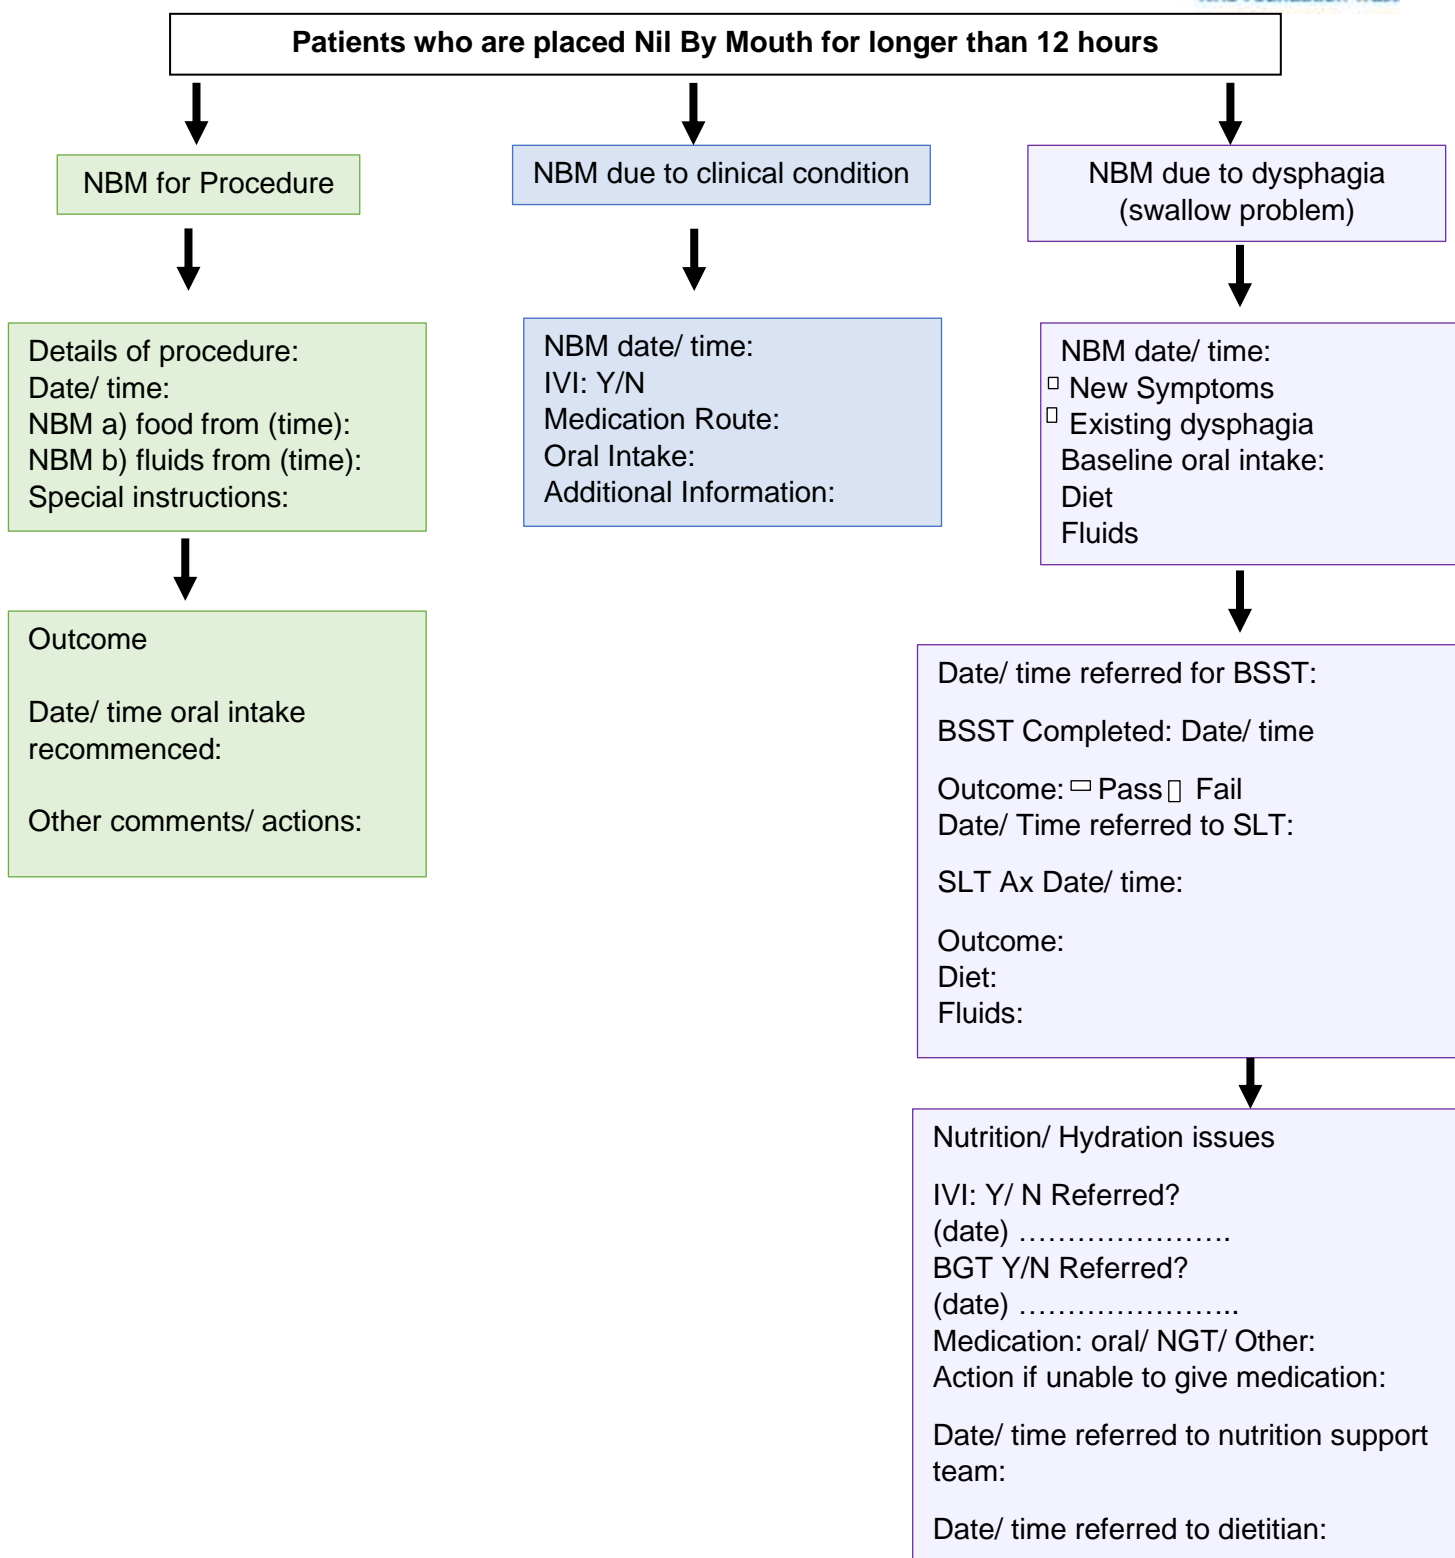 Patients who are placed Nil By Mouth for longer than 12 hours
NBM for Procedure
Details of procedure:
Date/ time:
NBM a) food from (time):
NBM b) fluids from (time):
Special instructions:
Outcome
Date/ time oral intake
recommenced:
Other comments/ actions:
NBM due to clinical condition
NBM date/ time:
IVI: Y/N
Medication Route:
Oral Intake:
Additional Information:
NBM due to dysphagia
(swallow problem)
NBM date/ time:
New Symptoms
Existing dysphagia
Baseline oral intake:
Diet
Fluids
Date/ time referred for BSST:
BSST Completed: Date/ time
Outcome: Pass Fail
Date/ Time referred to SLT:
SLT Ax Date/ time:
Outcome:
Diet:
Fluids:
Nutrition/ Hydration issues
IVI: Y/ N Referred?
(date) ………………….
BGT Y/N Referred?
(date) …………………..
Medication: oral/ NGT/ Other:
Action if unable to give medication:
Date/ time referred to nutrition support
team:
Date/ time referred to dietitian: